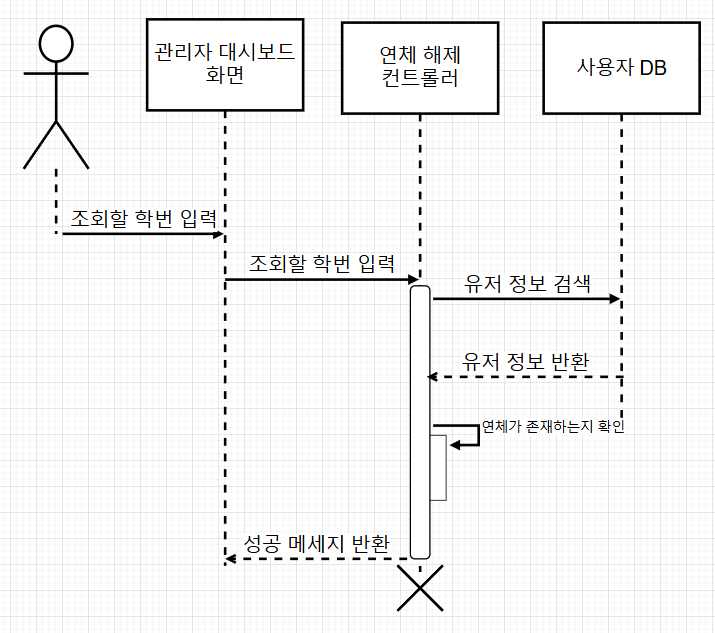 관리자 대시보드
화면
연체 해제
컨트롤러
사용자 DB
조회할 학번 입력
조회할 학번 입력
유저 정보 검색
유저 정보 반환
연체가 존재하는지 확인
성공 메세지 반환